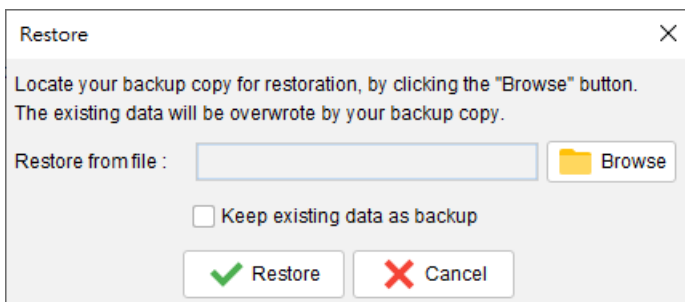 Restore
Locate your backup copy for restoration, by clicking the "Browse" button.
The existing data will be overwrote by your backup copy.
Restore from file :
Browse
Keep existing data as backup
Restore
Cancel